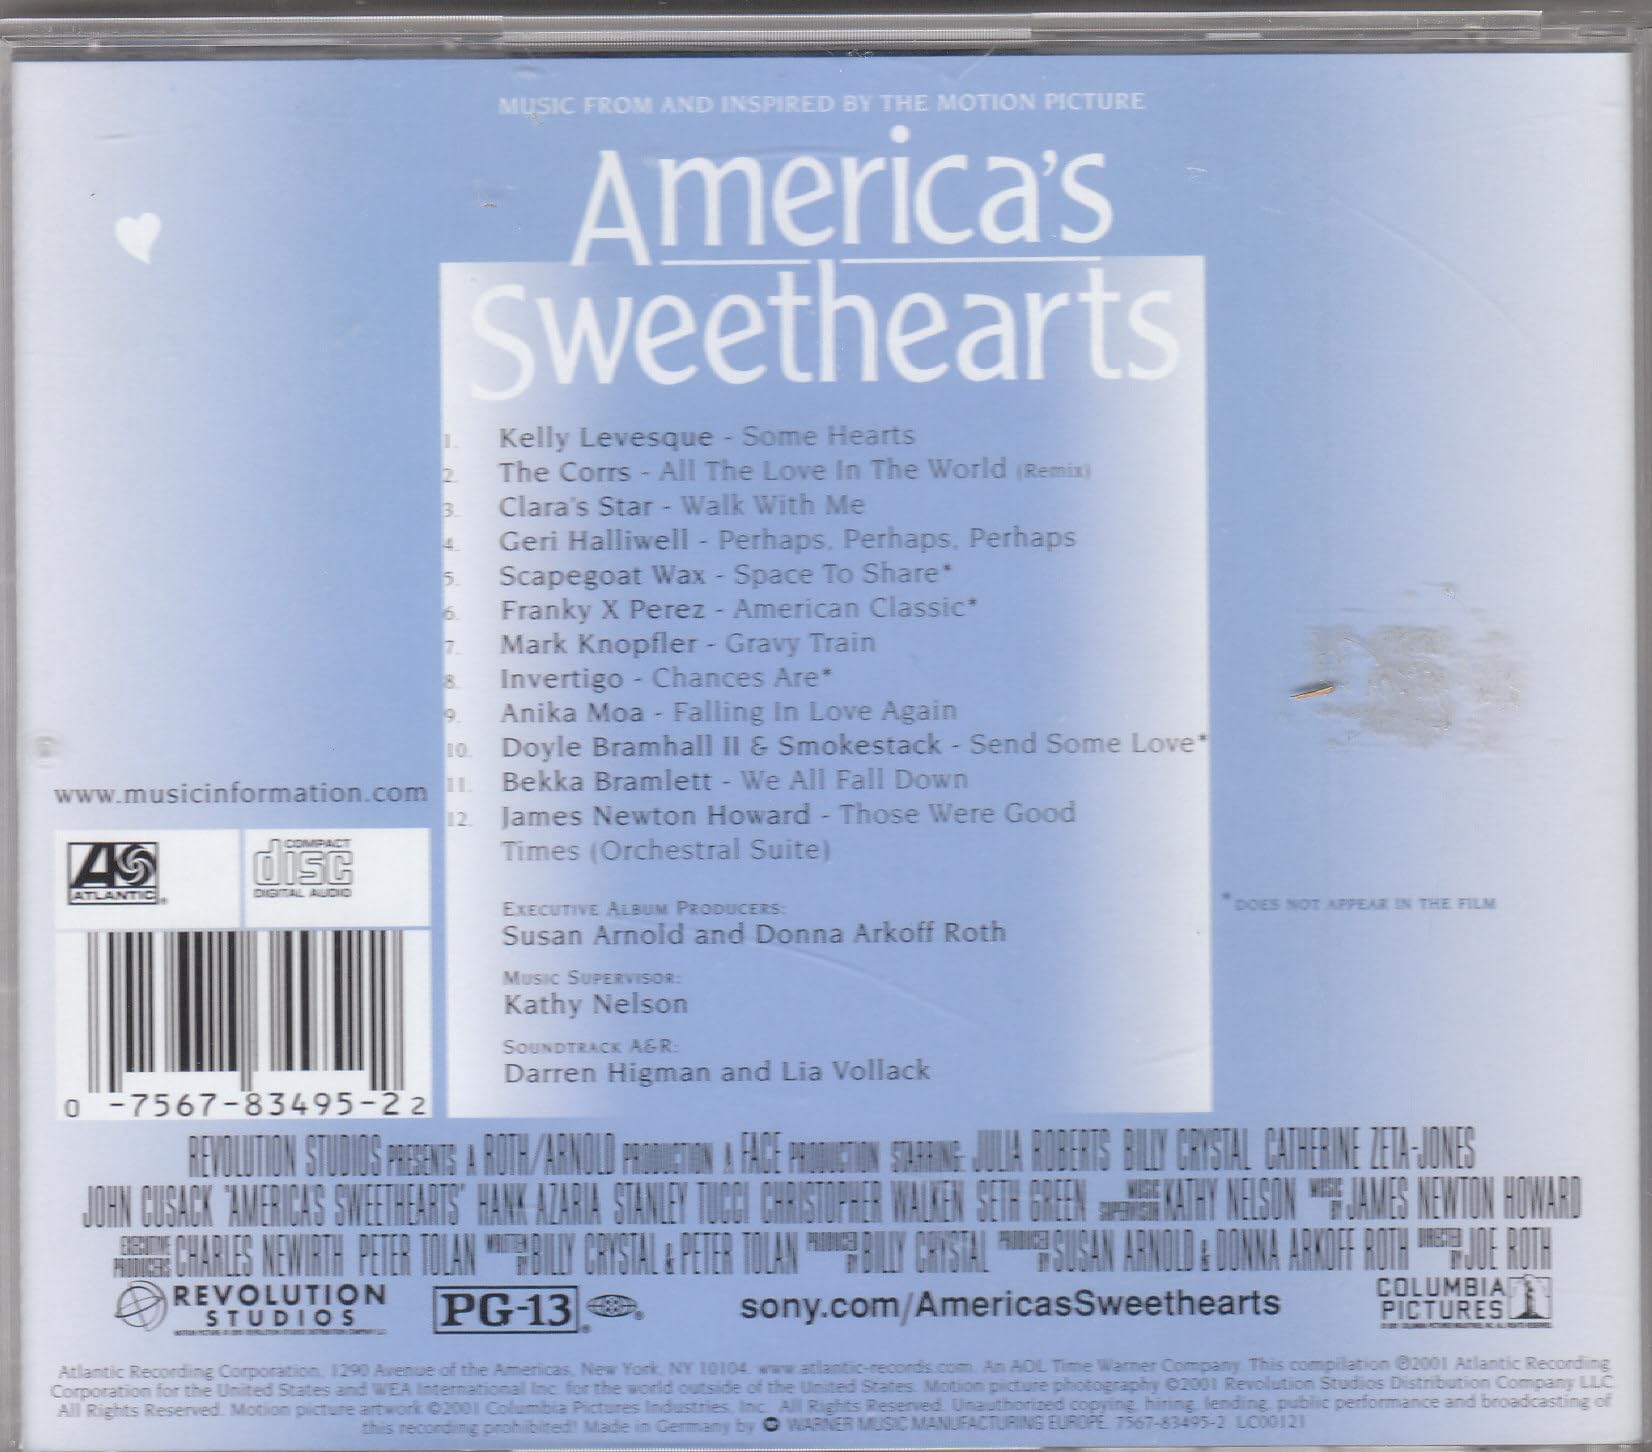 MUSIC FROM AND INSPIRED BY THE MOTION PICTURE
America's
Sweethearts
1. Kelly Levesque - Some Hearts
2. The Corrs - All The Love In The World (Remix)
3. Clara's Star - Walk With Me
4. Geri Halliwell - Perhaps, Perhaps, Perhaps
5. Scapegoat Wax - Space To Share*
6. Franky X Perez - American Classic*
7. Mark Knopfler - Gravy Train
8. Invertigo - Chances Are*
9. Anika Moa - Falling In Love Again
10. Doyle Bramhall II & Smokestack - Send Some Love*
11. Bekka Bramlett - We All Fall Down
12. James Newton Howard - Those Were Good
Times (Orchestral Suite)
www.musicinformation.com
ATLANTIC®
COMPACT
disc
DIGITAL AUDIO
0 -7567-83495-2 2
EXECUTIVE ALBUM PRODUCERS:
Susan Arnold and Donna Arkoff Roth
MUSIC SUPERVISOR:
Kathy Nelson
SOUNDTRACK A&R:
Darren Higman and Lia Vollack
* DOES NOT APPEAR IN THE FILM
REVOLUTION STUDIOS PRESENTS A ROTH/ARNOLD PRODUCTION A FACE PRODUCTION STARRING: JULIA ROBERTS BILLY CRYSTAL CATHERINE ZETA-JONES
JOHN CUSACK "AMERICA'S SWEETHEARTS" HANK AZARIA STANLEY TUCCI CHRISTOPHER WALKEN SETH GREEN MUSIC SUPERVISOR KATHY NELSON MUSIC BY JAMES NEWTON HOWARD
EXECUTIVE PRODUCERS CHARLES NEWIRTH PETER TOLAN WRITTEN BY BILLY CRYSTAL & PETER TOLAN PRODUCED BY BILLY CRYSTAL PRODUCED BY SUSAN ARNOLD & DONNA ARKOFF ROTH DIRECTED BY JOE ROTH
REVOLUTION
STUDIOS
PG-13®
sony.com/AmericasSweethearts
COLUMBIA
PICTURES
Atlantic Recording Corporation, 1290 Avenue of the Americas, New York, NY 10104. www.atlantic-records.com. An AOL Time Warner Company. This compilation ℗2001 Atlantic Recording
Corporation for the United States and WEA International Inc. for the world outside of the United States. Motion picture photography ©2001 Revolution Studios Distribution Company LLC
All Rights Reserved. Motion picture artwork ©2001 Columbia Pictures Industries, Inc. All Rights Reserved. Unauthorized copying, hiring, lending, public performance and broadcasting of
this recording prohibited! Made in Germany by WARNER MUSIC MANUFACTURING EUROPE. 7567-83495-2 LC00121